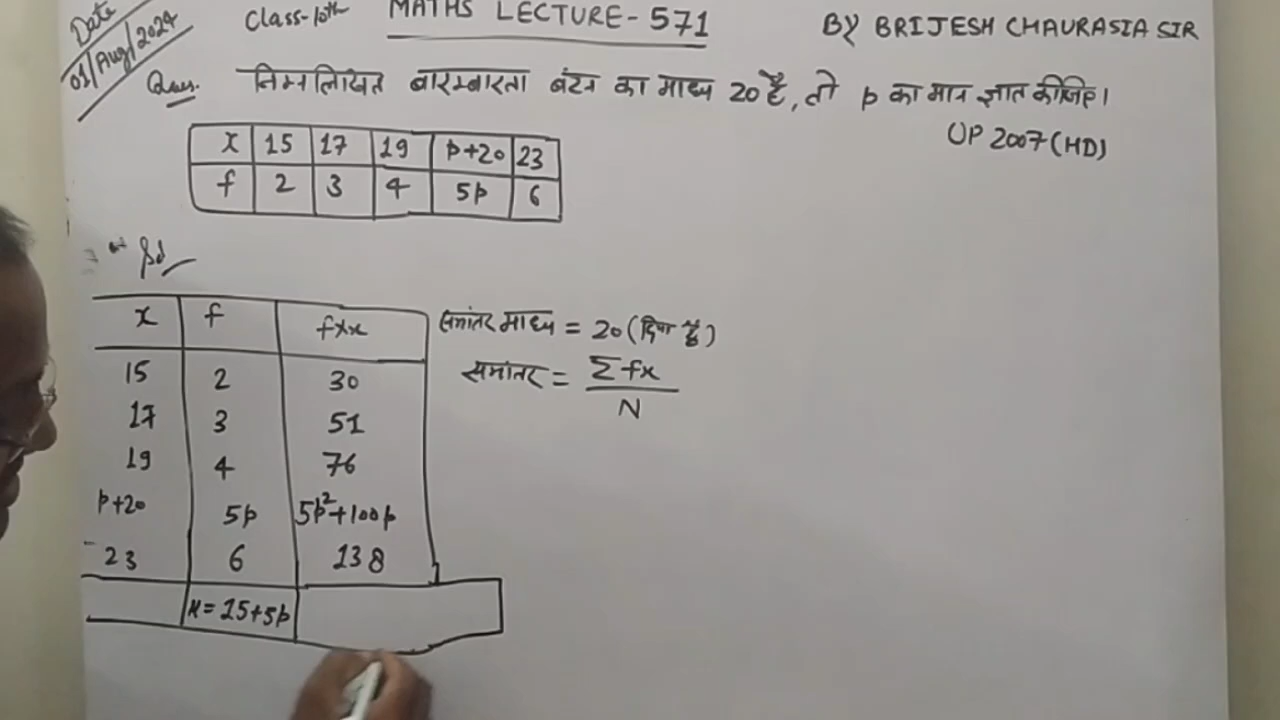 Date
01/Aug/2024
Class-10th
MATHS LECTURE-571
BY BRIJESH CHAURASIA SIR
Ques. निम्नलिखित बारम्बारता बंटन का माध्य 20 है, तो p का मान ज्ञात कीजिए।
UP 2007(HD)
x 15 17 19 p+20 23
f 2 3 4 5p 6
x f f×x
15 2 30
17 3 51
19 4 76
p+20 5p 5p²+100p
23 6 138
N=15+5p
समांतर माध्य = 20 (दिया है)
समांतर = Σfx
N